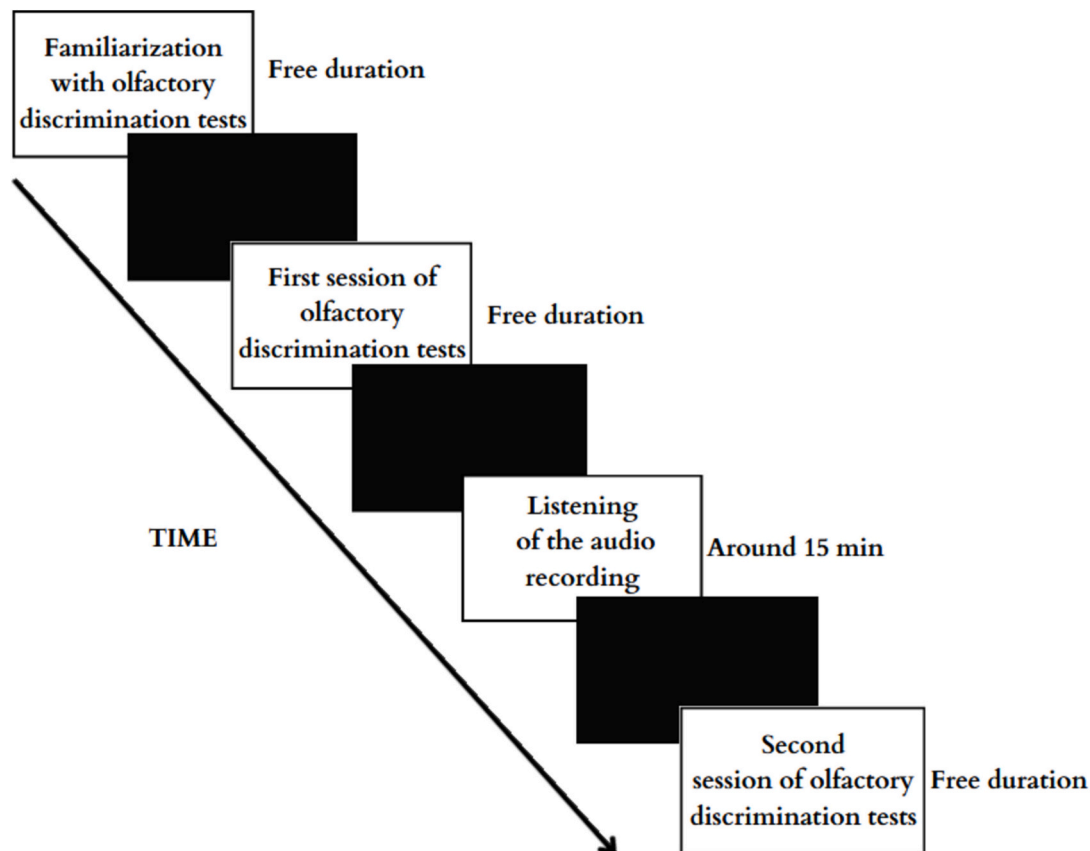 Familiarization
with olfactory
discrimination tests
Free duration
First session of
olfactory
discrimination tests
Free duration
Listening
of the audio
recording
Around 15 min
TIME
Second
session of olfactory
discrimination tests
Free duration